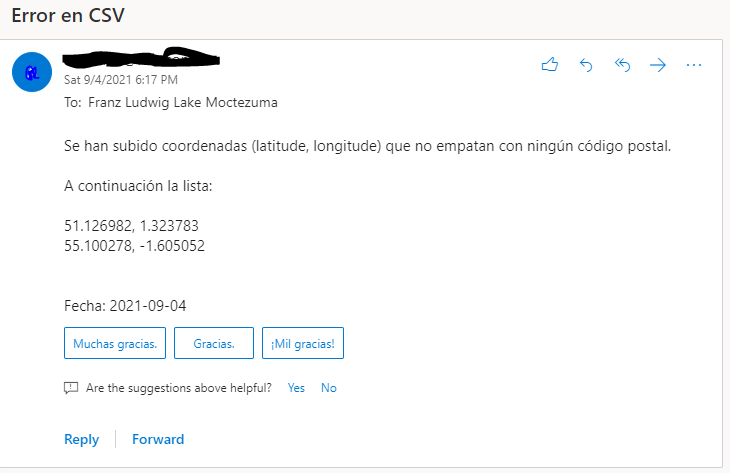 Error en CSV
Sat 9/4/2021 6:17 PM
To: Franz Ludwig Lake Moctezuma
Se han subido coordenadas (latitude, longitude) que no empatan con ningún código postal.
A continuación la lista:
51.126982, 1.323783
55.100278, -1.605052
Fecha: 2021-09-04
Muchas gracias. Gracias. ¡Mil gracias!
Are the suggestions above helpful? Yes No
Reply Forward